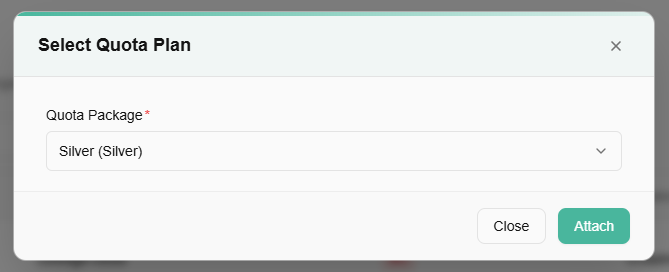 Select Quota Plan
Quota Package*
Silver (Silver)
Close Attach